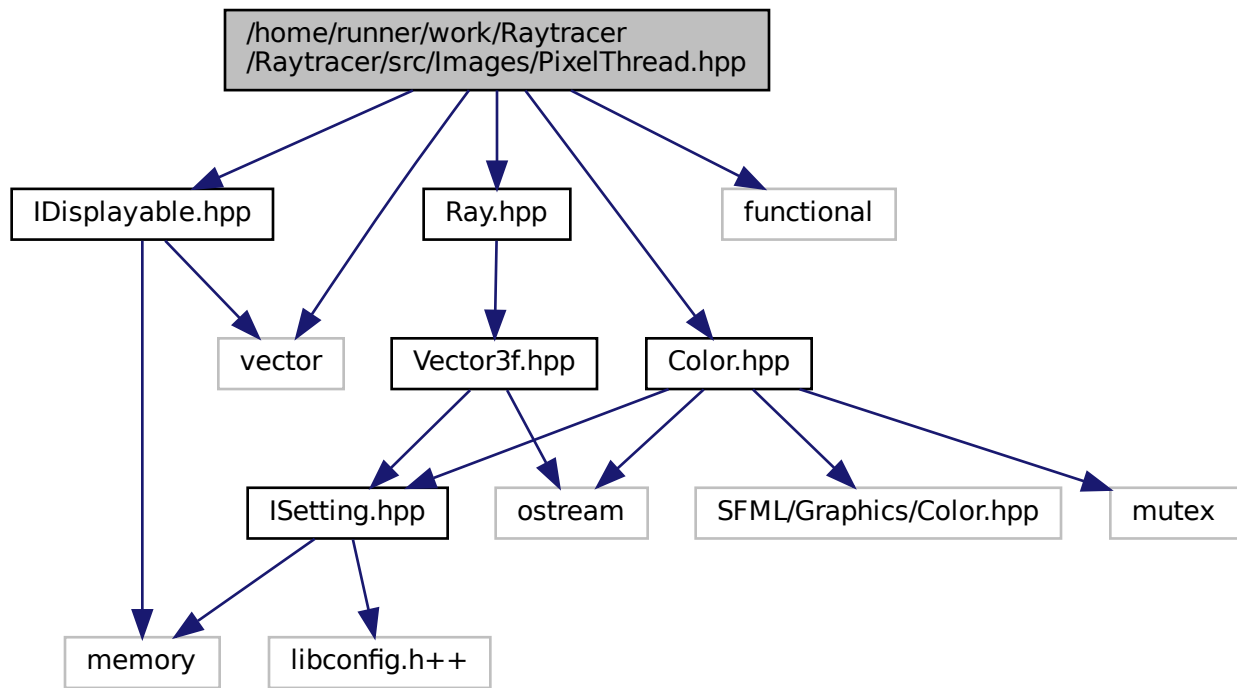 /home/runner/work/Raytracer
/Raytracer/src/Images/PixelThread.hpp
IDisplayable.hpp
Ray.hpp
functional
vector
Vector3f.hpp
Color.hpp
ISetting.hpp
ostream
SFML/Graphics/Color.hpp
mutex
memory
libconfig.h++